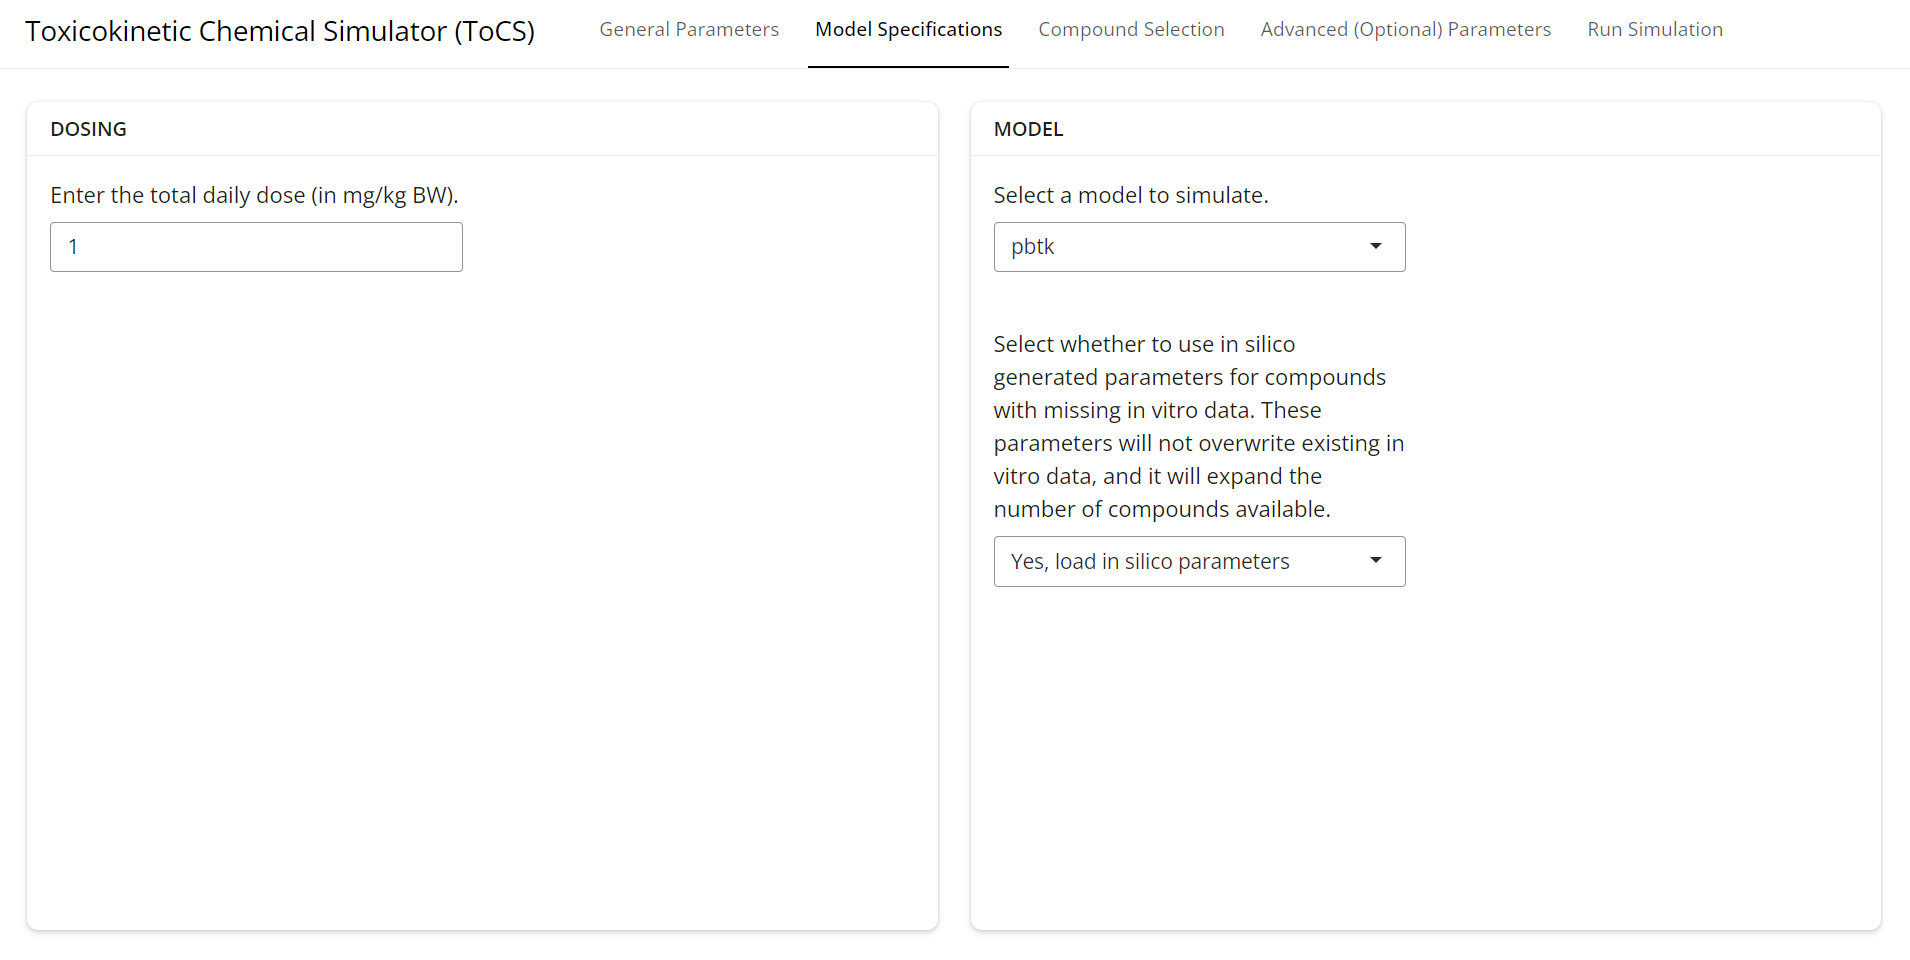 Toxicokinetic Chemical Simulator (ToCS)
General Parameters
Model Specifications
Compound Selection
Advanced (Optional) Parameters
Run Simulation
DOSING
Enter the total daily dose (in mg/kg BW).
1
MODEL
Select a model to simulate.
pbtk
Select whether to use in silico
generated parameters for compounds
with missing in vitro data. These
parameters will not overwrite existing in
vitro data, and it will expand the
number of compounds available.
Yes, load in silico parameters